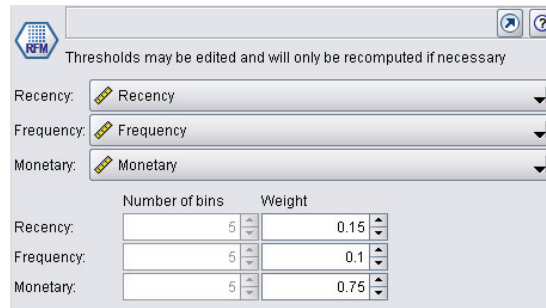 RFM
Thresholds may be edited and will only be recomputed if necessary
Recency: Recency
Frequency: Frequency
Monetary: Monetary
Number of bins Weight
Recency: 5 0.15
Frequency: 5 0.1
Monetary: 5 0.75